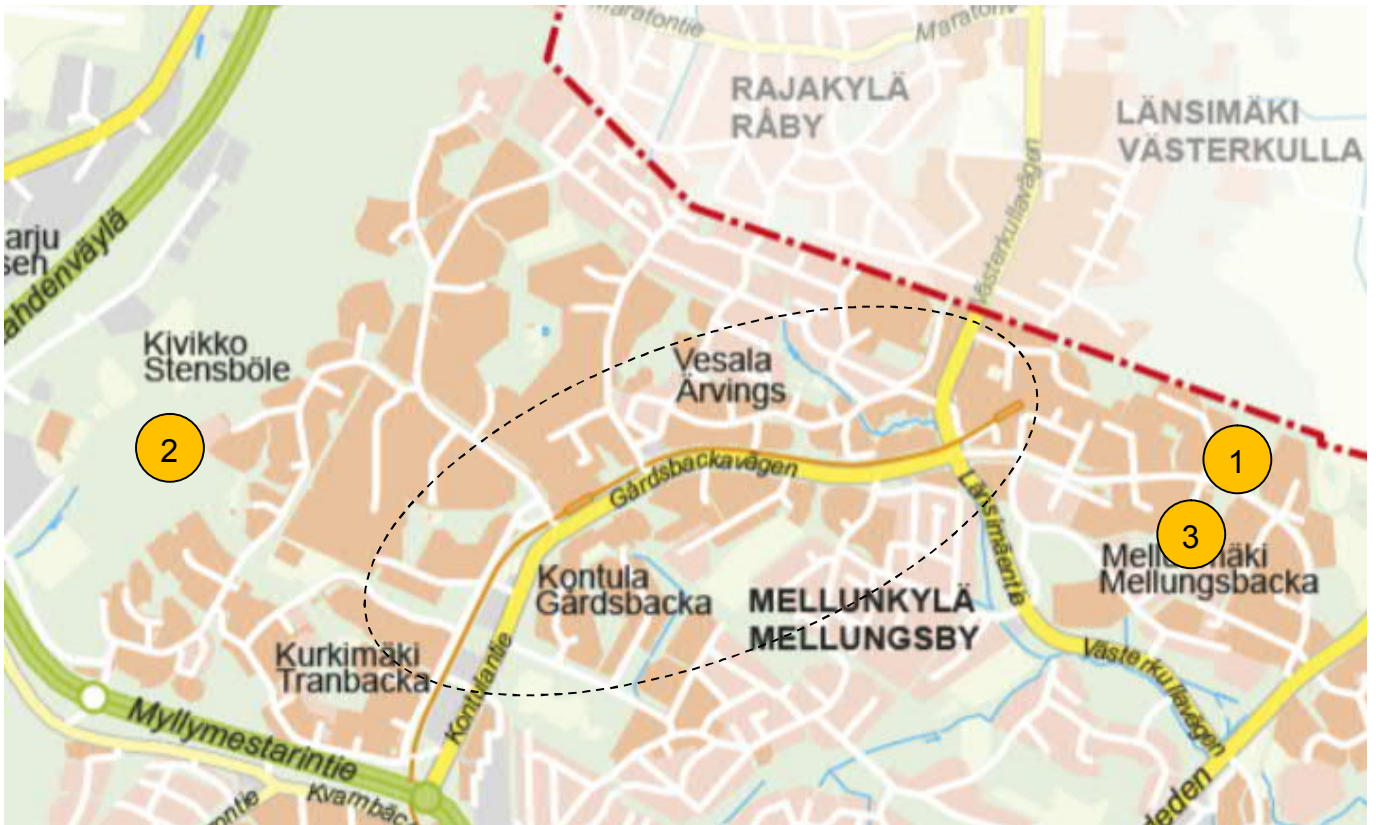 Maratontie
RAJAKYLÄ
RÅBY
LÄNSIMÄKI
VÄSTERKULLA
Västerkullavägen
Kivikko
Stensböle
2
Vesala
Ärvings
Gårdsbackavägen
1
3
Länsimäentie
Mellungsbacka
Kontula
Gårdsbacka
MELLUNKYLÄ
MELLUNGSBY
Kurkimäki
Tranbacka
Kontulantie
Västerkullavägen
Myllymestarintie